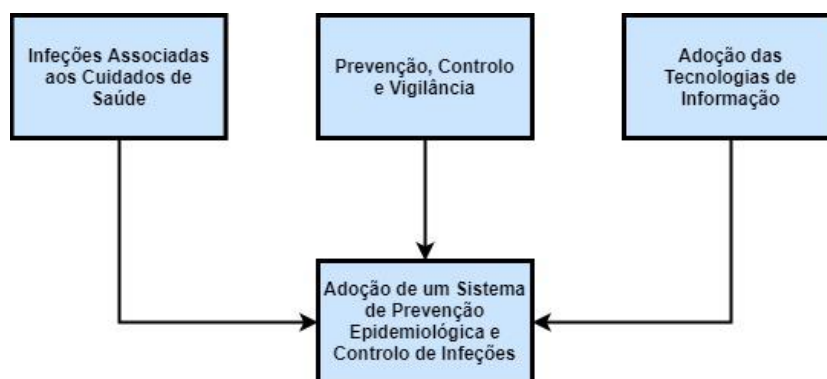 Infeções Associadas
aos Cuidados de
Saúde
Prevenção, Controlo
e Vigilância
Adoção das
Tecnologias de
Informação
Adoção de um Sistema
de Prevenção
Epidemiológica e
Controlo de Infeções